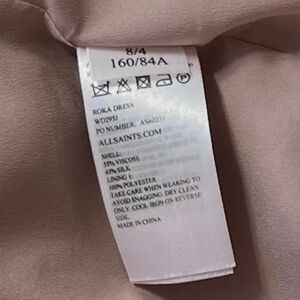 8/4
160/84A
P
ROKA DRESS
PO NUMBER:
ALLSAINTS.COM
SHELL:
55% VISCOSE
45% SILK
LINING 1:
100% POLYESTER
TAKE CARE WHEN WEARING TO
AVOID SNAGGING. DRY CLEAN
ONLY. COOL IRON ON REVERSE
SIDE.
MADE IN CHINA